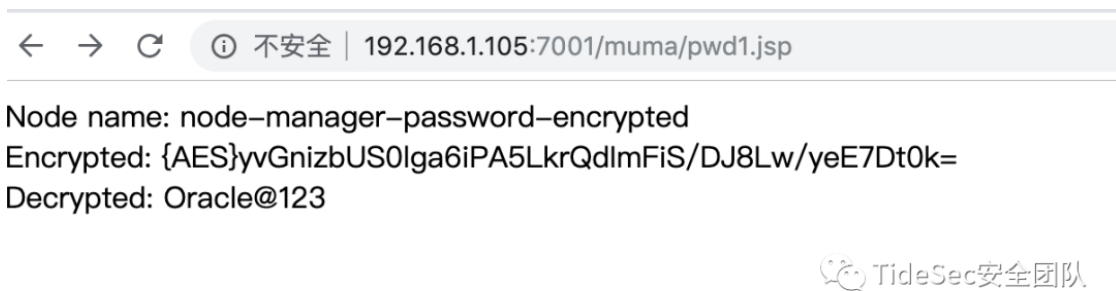 不安全 192.168.1.105:7001/muma/pwd1.jsp
Node name: node-manager-password-encrypted
Encrypted: {AES}yvGnizbUS0lga6iPA5LkrQdlmFiS/DJ8Lw/yeE7Dt0k=
Decrypted: Oracle@123
TideSec安全团队